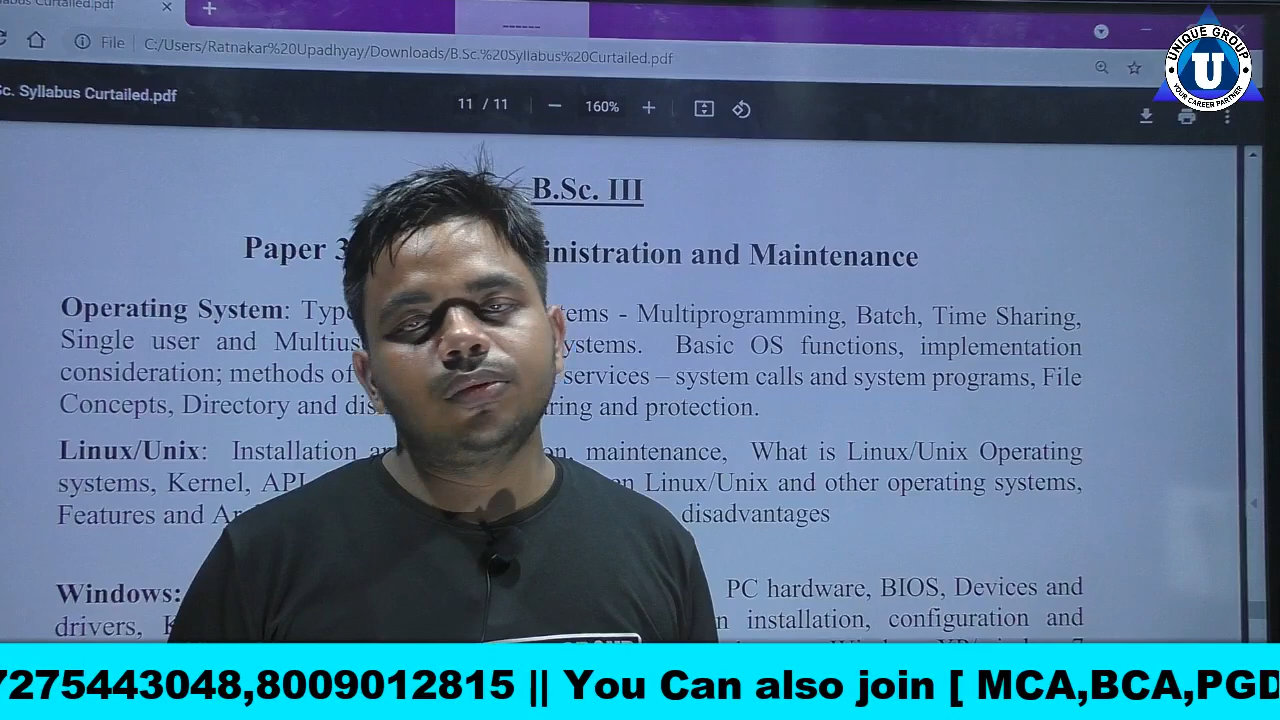 abus Curtailed.pdf
File C:/Users/Ratnakar%20Upadhyay/Downloads/B.Sc.%20Syllabus%20Curtailed.pdf
Sc. Syllabus Curtailed.pdf 11 / 11 160%
UNIQUE GROUP
U
YOUR CAREER PARTNER
B.Sc. III
Paper 3 inistration and Maintenance
Operating System: Type tems - Multiprogramming, Batch, Time Sharing,
Single user and Multius ystems. Basic OS functions, implementation
consideration; methods of services – system calls and system programs, File
Concepts, Directory and dis ring and protection.
Linux/Unix: Installation an on, maintenance, What is Linux/Unix Operating
systems, Kernel, API on Linux/Unix and other operating systems,
Features and Ar disadvantages
Windows: PC hardware, BIOS, Devices and
drivers, K n installation, configuration and
7275443048,8009012815 || You Can also join [ MCA,BCA,PGD